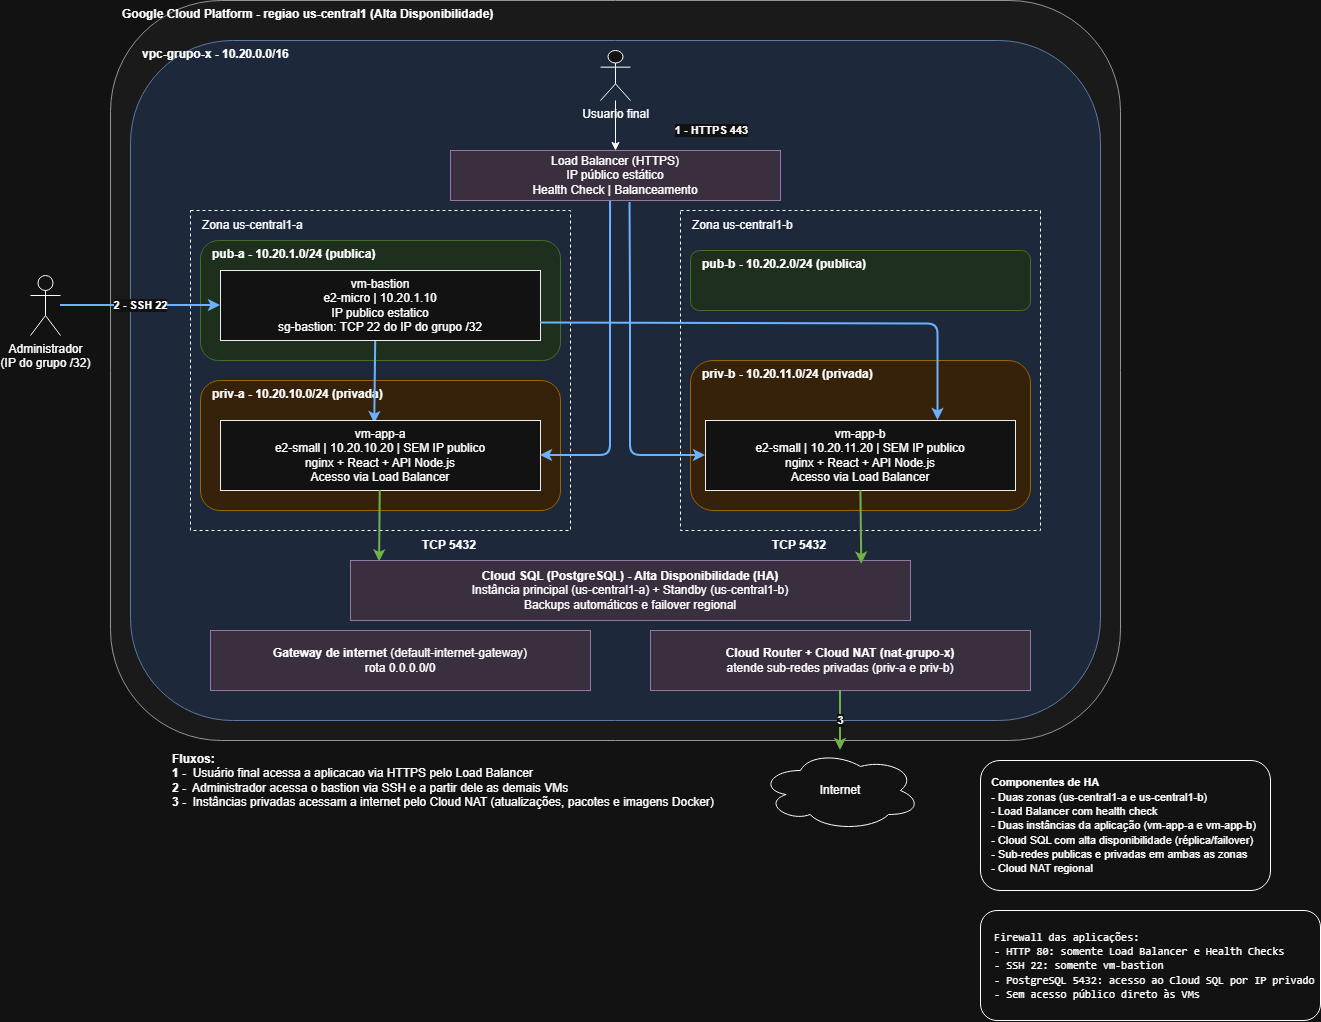 Google Cloud Platform - regiao us-central1 (Alta Disponibilidade)
vpc-grupo-x - 10.20.0.0/16
Usuario final
1 - HTTPS 443
Load Balancer (HTTPS)
IP público estático
Health Check | Balanceamento
Zona us-central1-a
pub-a - 10.20.1.0/24 (publica)
vm-bastion
e2-micro | 10.20.1.10
IP publico estatico
sg-bastion: TCP 22 do IP do grupo /32
Zona us-central1-b
pub-b - 10.20.2.0/24 (publica)
2 - SSH 22
Administrador
(IP do grupo /32)
priv-a - 10.20.10.0/24 (privada)
vm-app-a
e2-small | 10.20.10.20 | SEM IP publico
nginx + React + API Node.js
Acesso via Load Balancer
priv-b - 10.20.11.0/24 (privada)
vm-app-b
e2-small | 10.20.11.20 | SEM IP publico
nginx + React + API Node.js
Acesso via Load Balancer
TCP 5432
TCP 5432
Cloud SQL (PostgreSQL) - Alta Disponibilidade (HA)
Instância principal (us-central1-a) + Standby (us-central1-b)
Backups automáticos e failover regional
Gateway de internet (default-internet-gateway)
rota 0.0.0.0/0
Cloud Router + Cloud NAT (nat-grupo-x)
atende sub-redes privadas (priv-a e priv-b)
3
Internet
Fluxos:
1 - Usuário final acessa a aplicacao via HTTPS pelo Load Balancer
2 - Administrador acessa o bastion via SSH e a partir dele as demais VMs
3 - Instâncias privadas acessam a internet pelo Cloud NAT (atualizações, pacotes e imagens Docker)
Componentes de HA
- Duas zonas (us-central1-a e us-central1-b)
- Load Balancer com health check
- Duas instâncias da aplicação (vm-app-a e vm-app-b)
- Cloud SQL com alta disponibilidade (réplica/failover)
- Sub-redes publicas e privadas em ambas as zonas
- Cloud NAT regional
Firewall das aplicações:
- HTTP 80: somente Load Balancer e Health Checks
- SSH 22: somente vm-bastion
- PostgreSQL 5432: acesso ao Cloud SQL por IP privado
- Sem acesso público direto às VMs